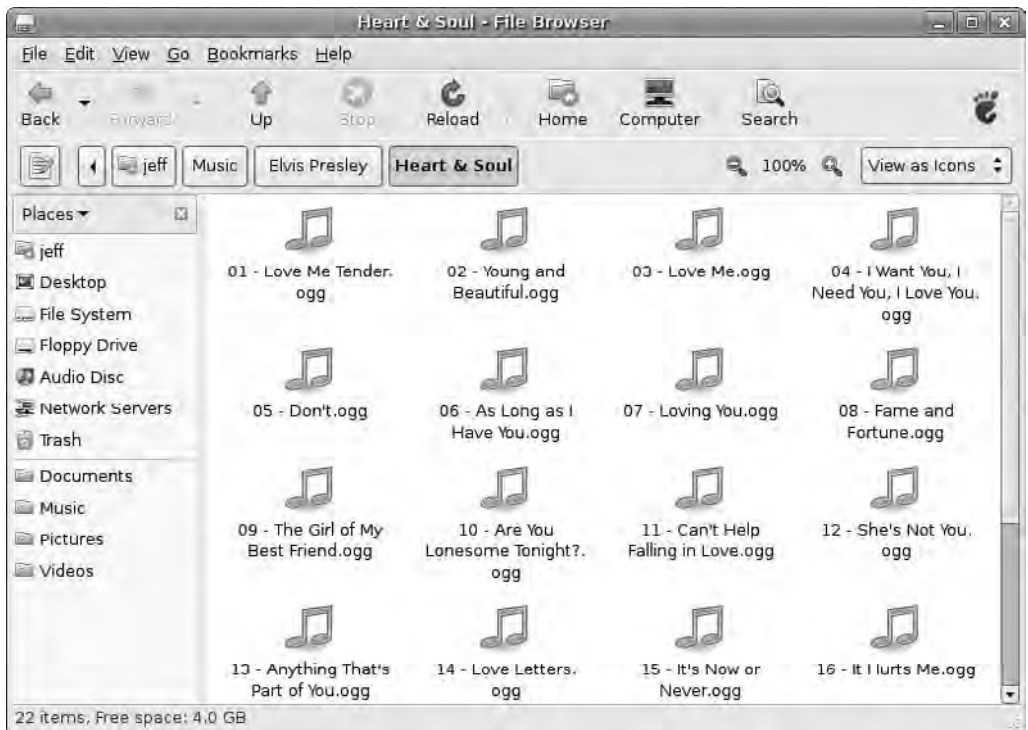 Heart & Soul - File Browser
File Edit View Go Bookmarks Help
Back Forward Up Stop Reload Home Computer Search
jeff Music Elvis Presley Heart & Soul 100% View as Icons
Places
jeff
Desktop
File System
Floppy Drive
Audio Disc
Network Servers
Trash
Documents
Music
Pictures
Videos
01 - Love Me Tender.
ogg
02 - Young and
Beautiful.ogg
03 - Love Me.ogg
04 - I Want You, I
Need You, I Love You.
ogg
05 - Don't.ogg
06 - As Long as I
Have You.ogg
07 - Loving You.ogg
08 - Fame and
Fortune.ogg
09 - The Girl of My
Best Friend.ogg
10 - Are You
Lonesome Tonight?.
ogg
11 - Can't Help
Falling in Love.ogg
12 - She's Not You.
ogg
13 - Anything That's
Part of You.ogg
14 - Love Letters.
ogg
15 - It's Now or
Never.ogg
16 - It Hurts Me.ogg
22 items, Free space: 4.0 GB